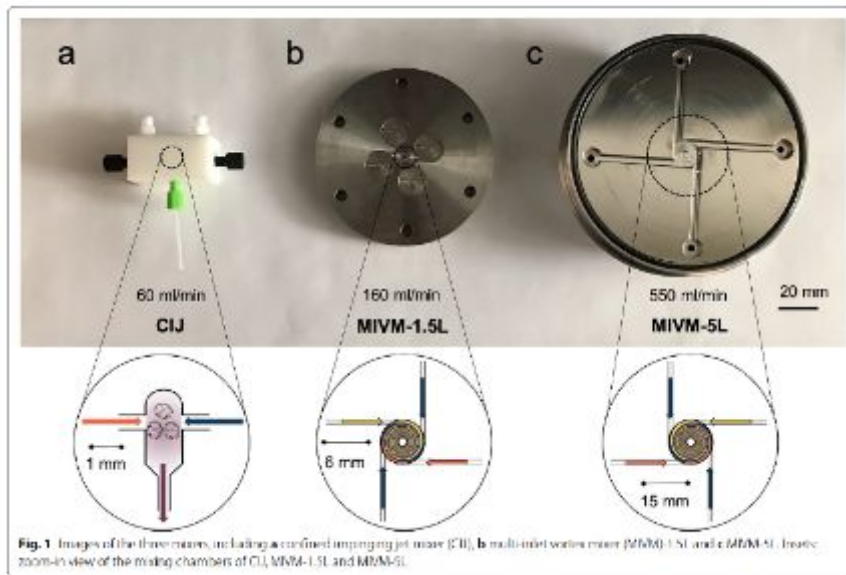 a b c
60 ml/min 160 ml/min 550 ml/min 20 mm
CIJ MIVM-1.5L MIVM-5L
1 mm 6 mm 15 mm
Fig. 1 Images of the three mixers, including a confined impinging jet mixer (CIJ), b multi-inlet vortex mixer (MIVM)-1.5L and c MIVM-5L. Insets:
zoom-in view of the mixing chambers of CIJ, MIVM-1.5L and MIVM-5L